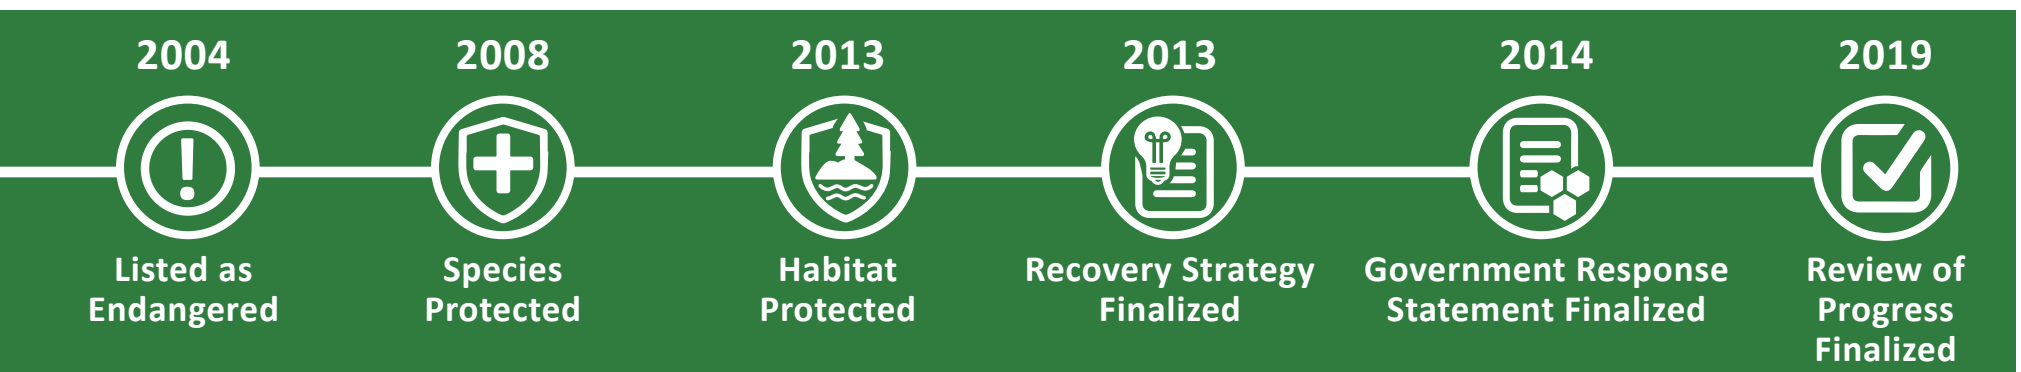 2004
Listed as
Endangered
2008
Species
Protected
2013
Habitat
Protected
2013
Recovery Strategy
Finalized
2014
Government Response
Statement Finalized
2019
Review of
Progress
Finalized